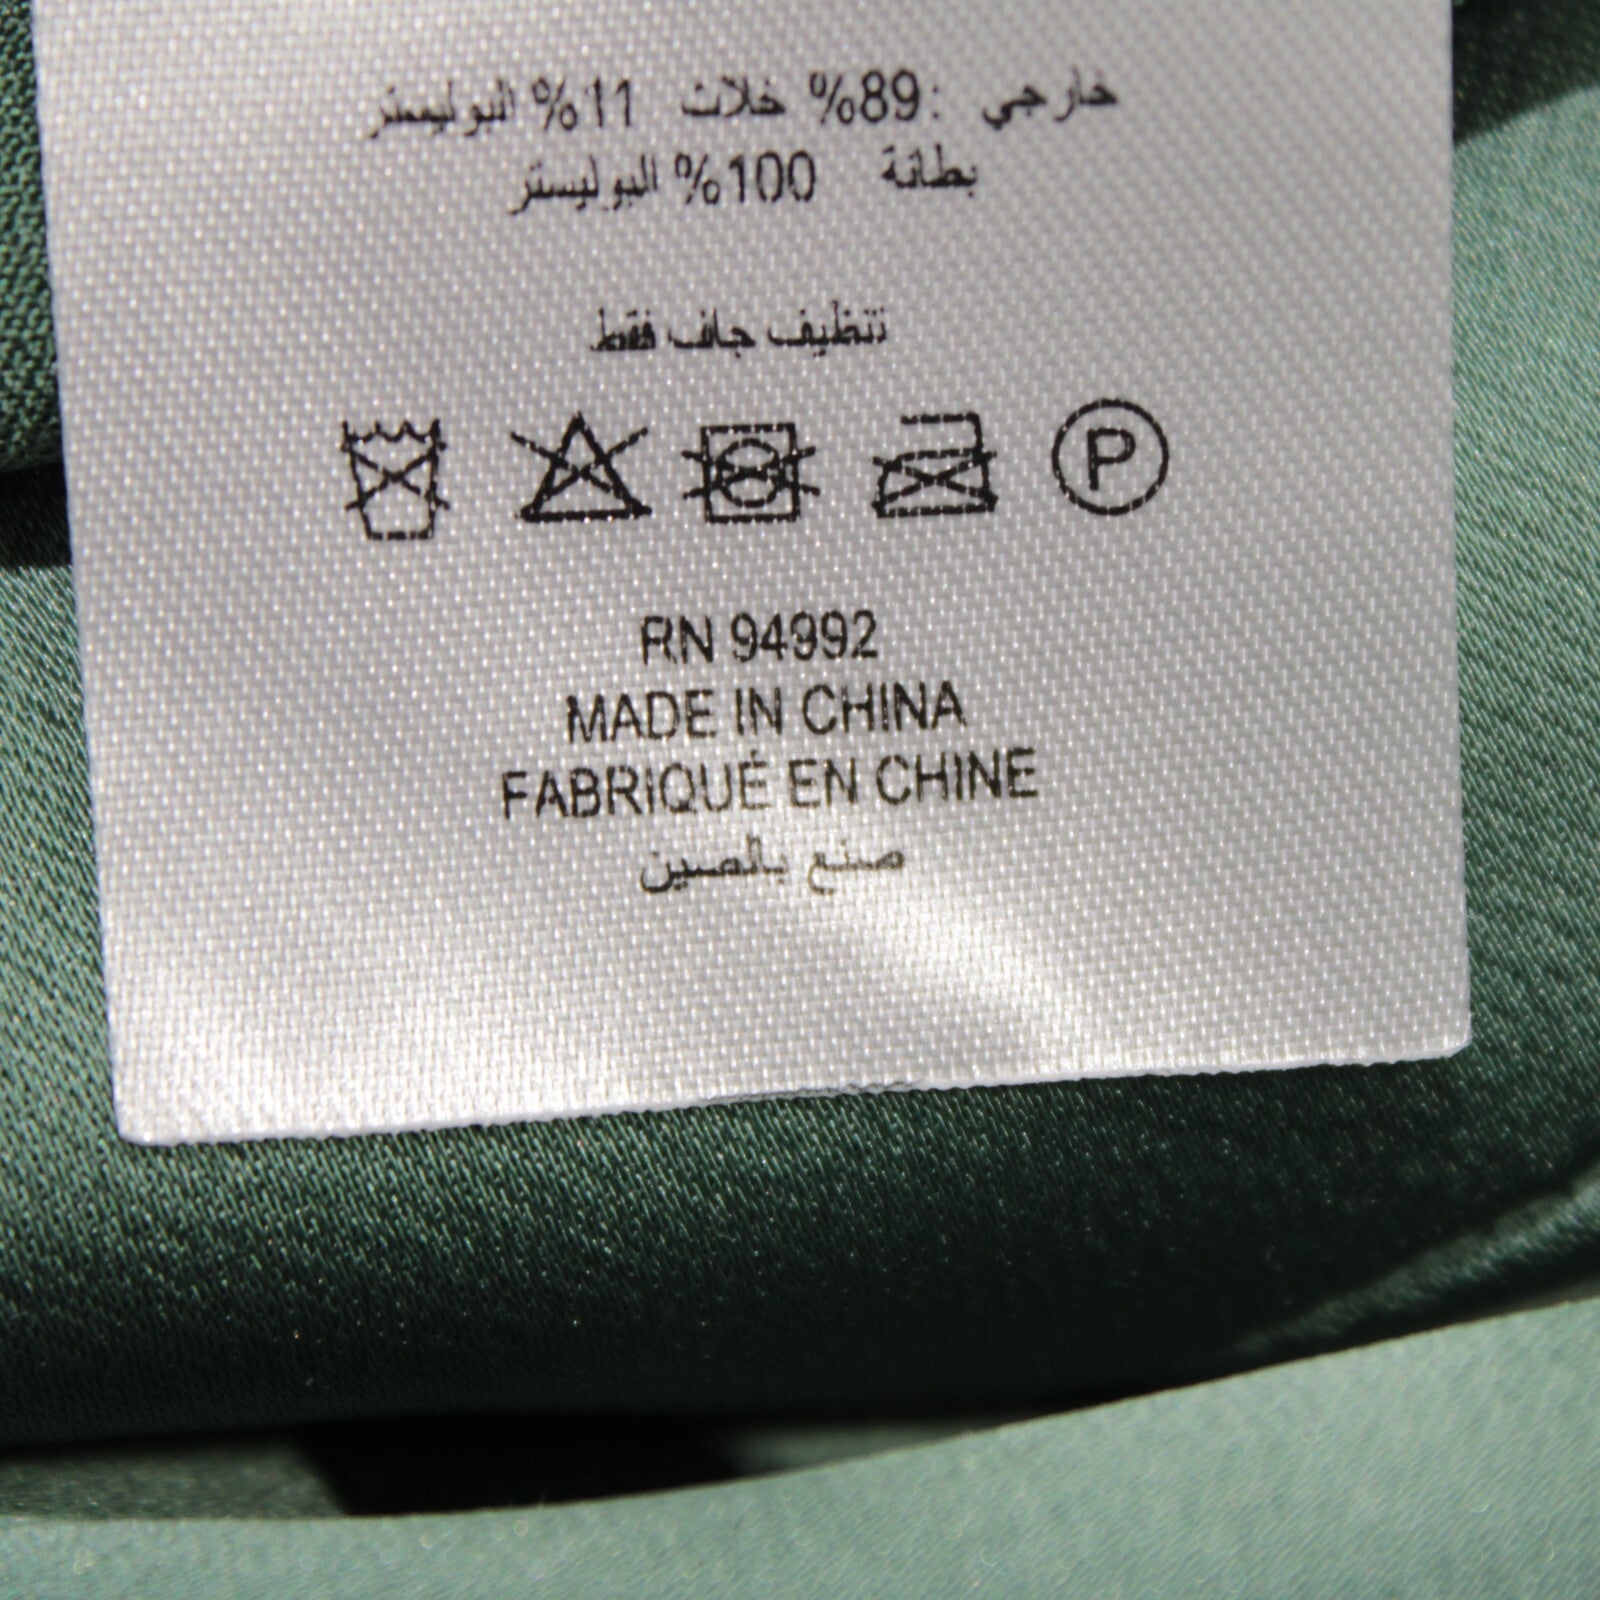 خارجي :89% خلات 11% البوليستر
بطانة 100% البوليستر
تنظيف جاف فقط
P
RN 94992
MADE IN CHINA
FABRIQUÉ EN CHINE
صنع بالصين